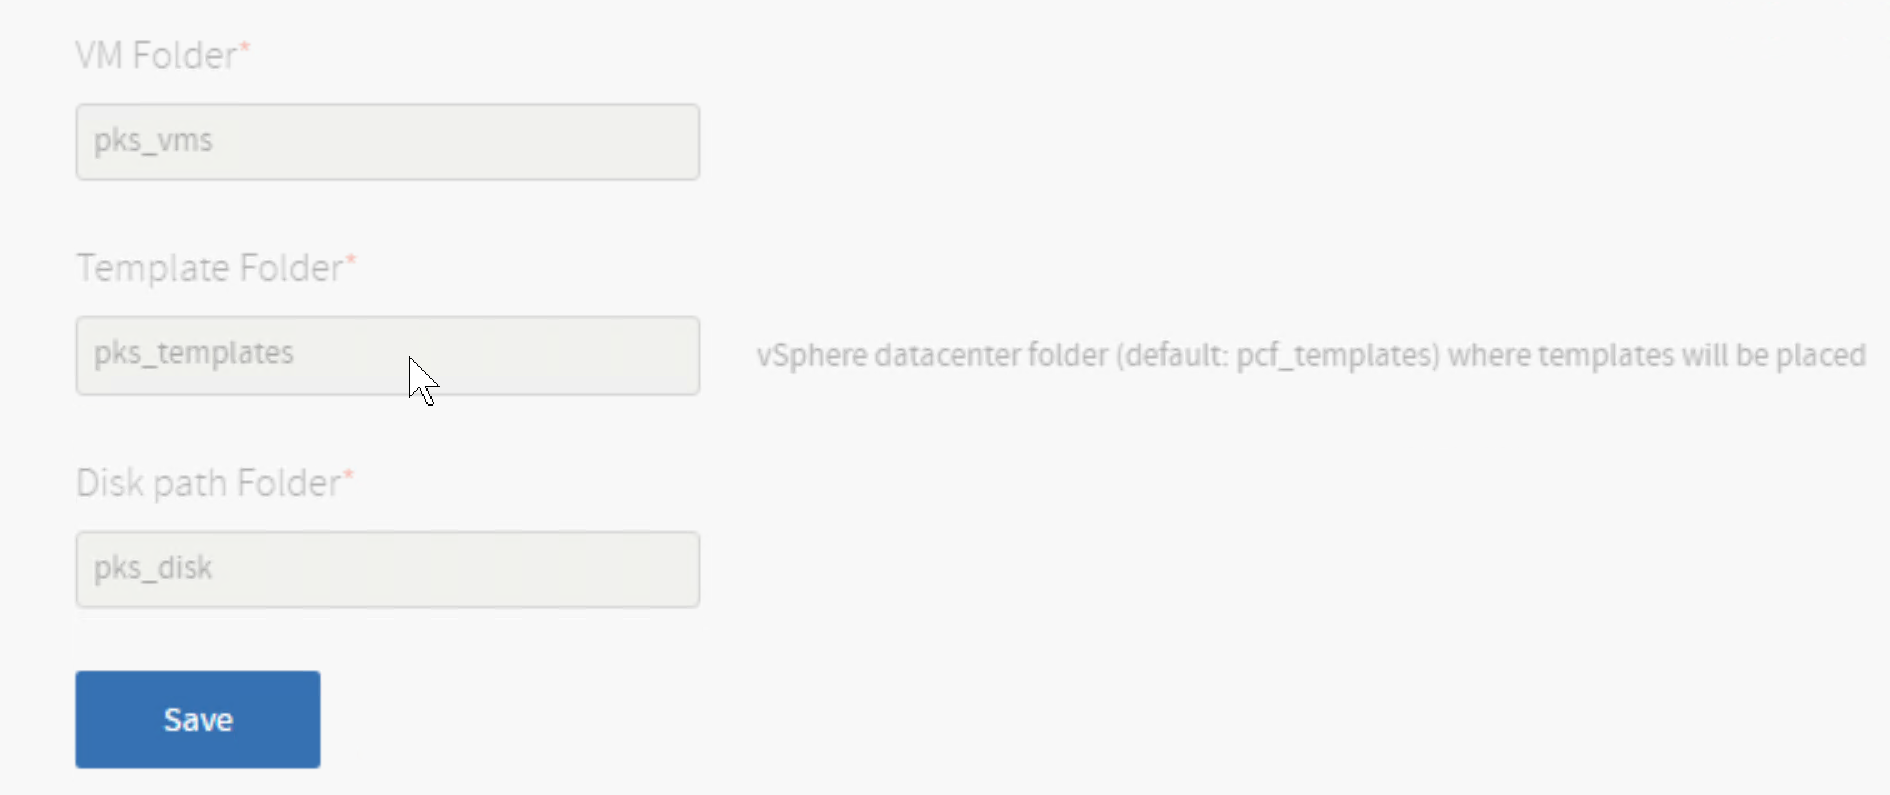 VM Folder*
pks_vms
Template Folder*
pks_templates
vSphere datacenter folder (default: pcf_templates) where templates will be placed
Disk path Folder*
pks_disk
Save